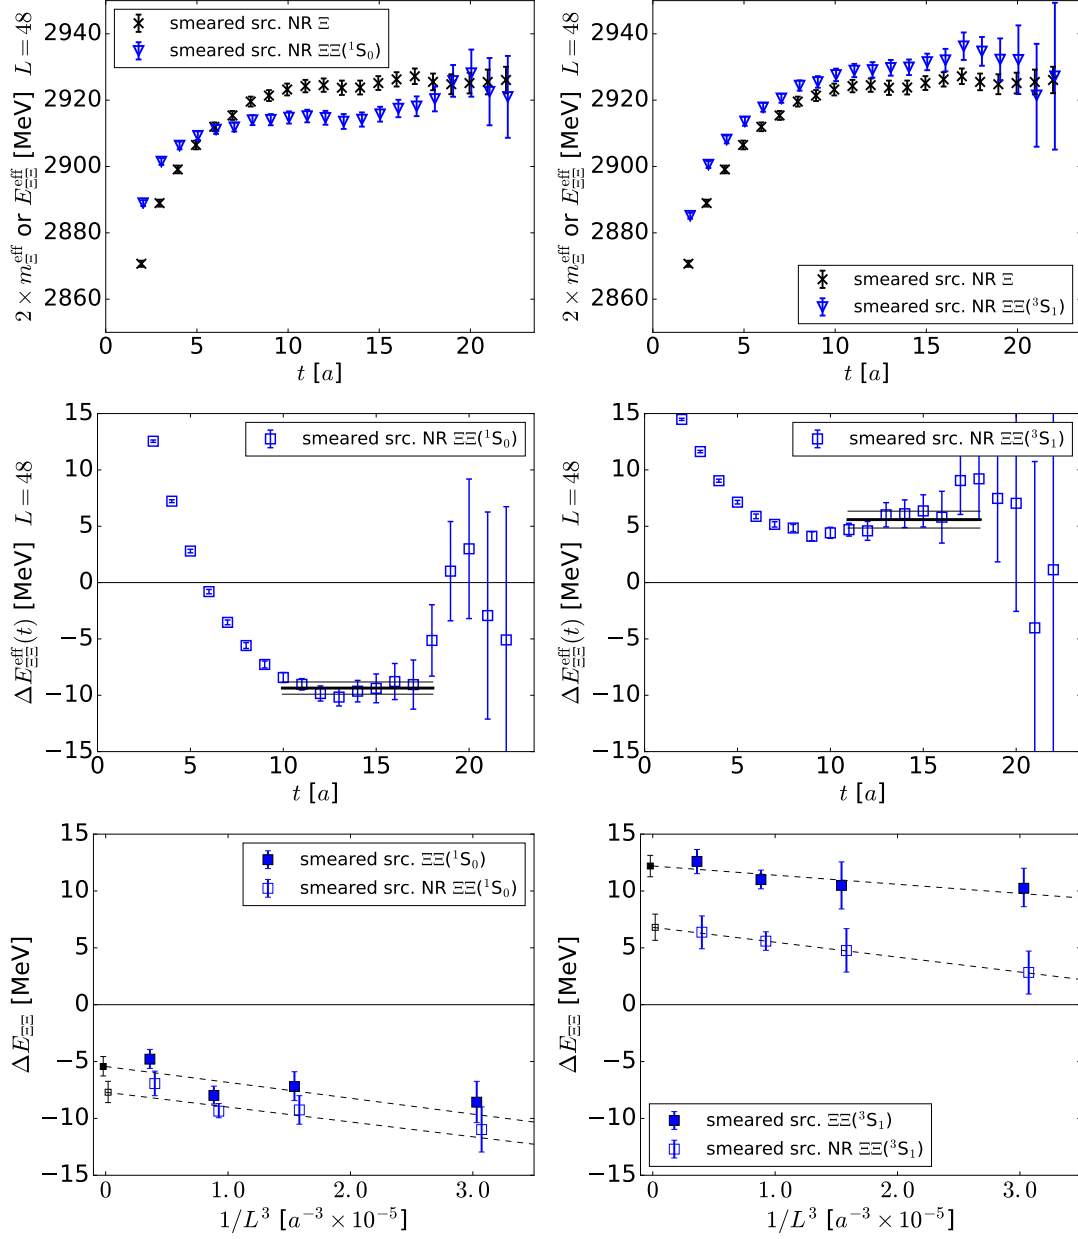 2 × m_Ξ^eff or E_ΞΞ^eff [MeV] L = 48
2940
2920
2900
2880
2860
smeared src. NR Ξ
smeared src. NR ΞΞ(¹S₀)
0 5 10 15 20
t [a]
2 × m_Ξ^eff or E_ΞΞ^eff [MeV] L = 48
2940
2920
2900
2880
2860
smeared src. NR Ξ
smeared src. NR ΞΞ(³S₁)
0 5 10 15 20
t [a]
ΔE_ΞΞ^eff(t) [MeV] L = 48
15
10
5
0
−5
−10
−15
smeared src. NR ΞΞ(¹S₀)
0 5 10 15 20
t [a]
ΔE_ΞΞ^eff(t) [MeV] L = 48
15
10
5
0
−5
−10
−15
smeared src. NR ΞΞ(³S₁)
0 5 10 15 20
t [a]
ΔE_ΞΞ [MeV]
15
10
5
0
−5
−10
−15
smeared src. ΞΞ(¹S₀)
smeared src. NR ΞΞ(¹S₀)
0 1.0 2.0 3.0
1/L³ [a⁻³ × 10⁻⁵]
ΔE_ΞΞ [MeV]
15
10
5
0
−5
−10
−15
smeared src. ΞΞ(³S₁)
smeared src. NR ΞΞ(³S₁)
0 1.0 2.0 3.0
1/L³ [a⁻³ × 10⁻⁵]